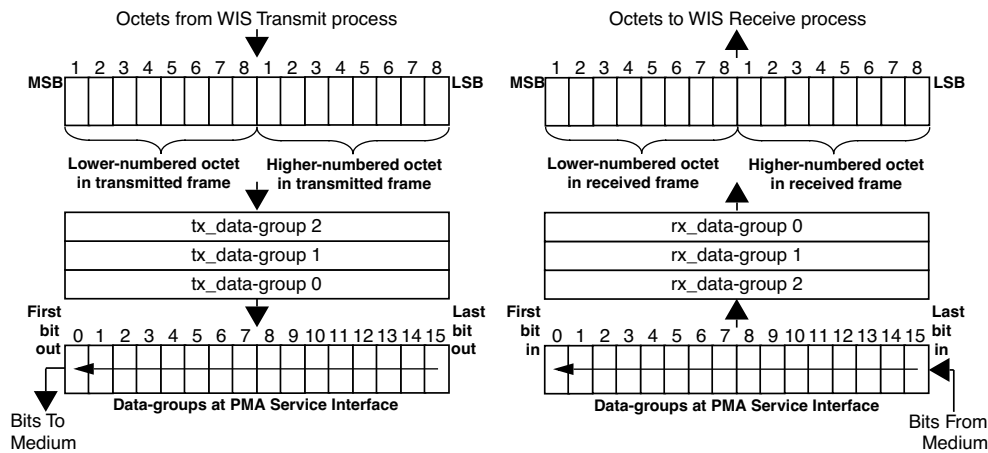 Octets from WIS Transmit process
1 2 3 4 5 6 7 8 1 2 3 4 5 6 7 8
MSB LSB
Lower-numbered octet
in transmitted frame
Higher-numbered octet
in transmitted frame
tx_data-group 2
tx_data-group 1
tx_data-group 0
First
bit
out
Last
bit
out
0 1 2 3 4 5 6 7 8 9 10 11 12 13 14 15
Data-groups at PMA Service Interface
Bits To
Medium
Octets to WIS Receive process
1 2 3 4 5 6 7 8 1 2 3 4 5 6 7 8
MSB LSB
Lower-numbered octet
in received frame
Higher-numbered octet
in received frame
rx_data-group 0
rx_data-group 1
rx_data-group 2
First
bit
in
Last
bit
in
0 1 2 3 4 5 6 7 8 9 10 11 12 13 14 15
Data-groups at PMA Service Interface
Bits From
Medium